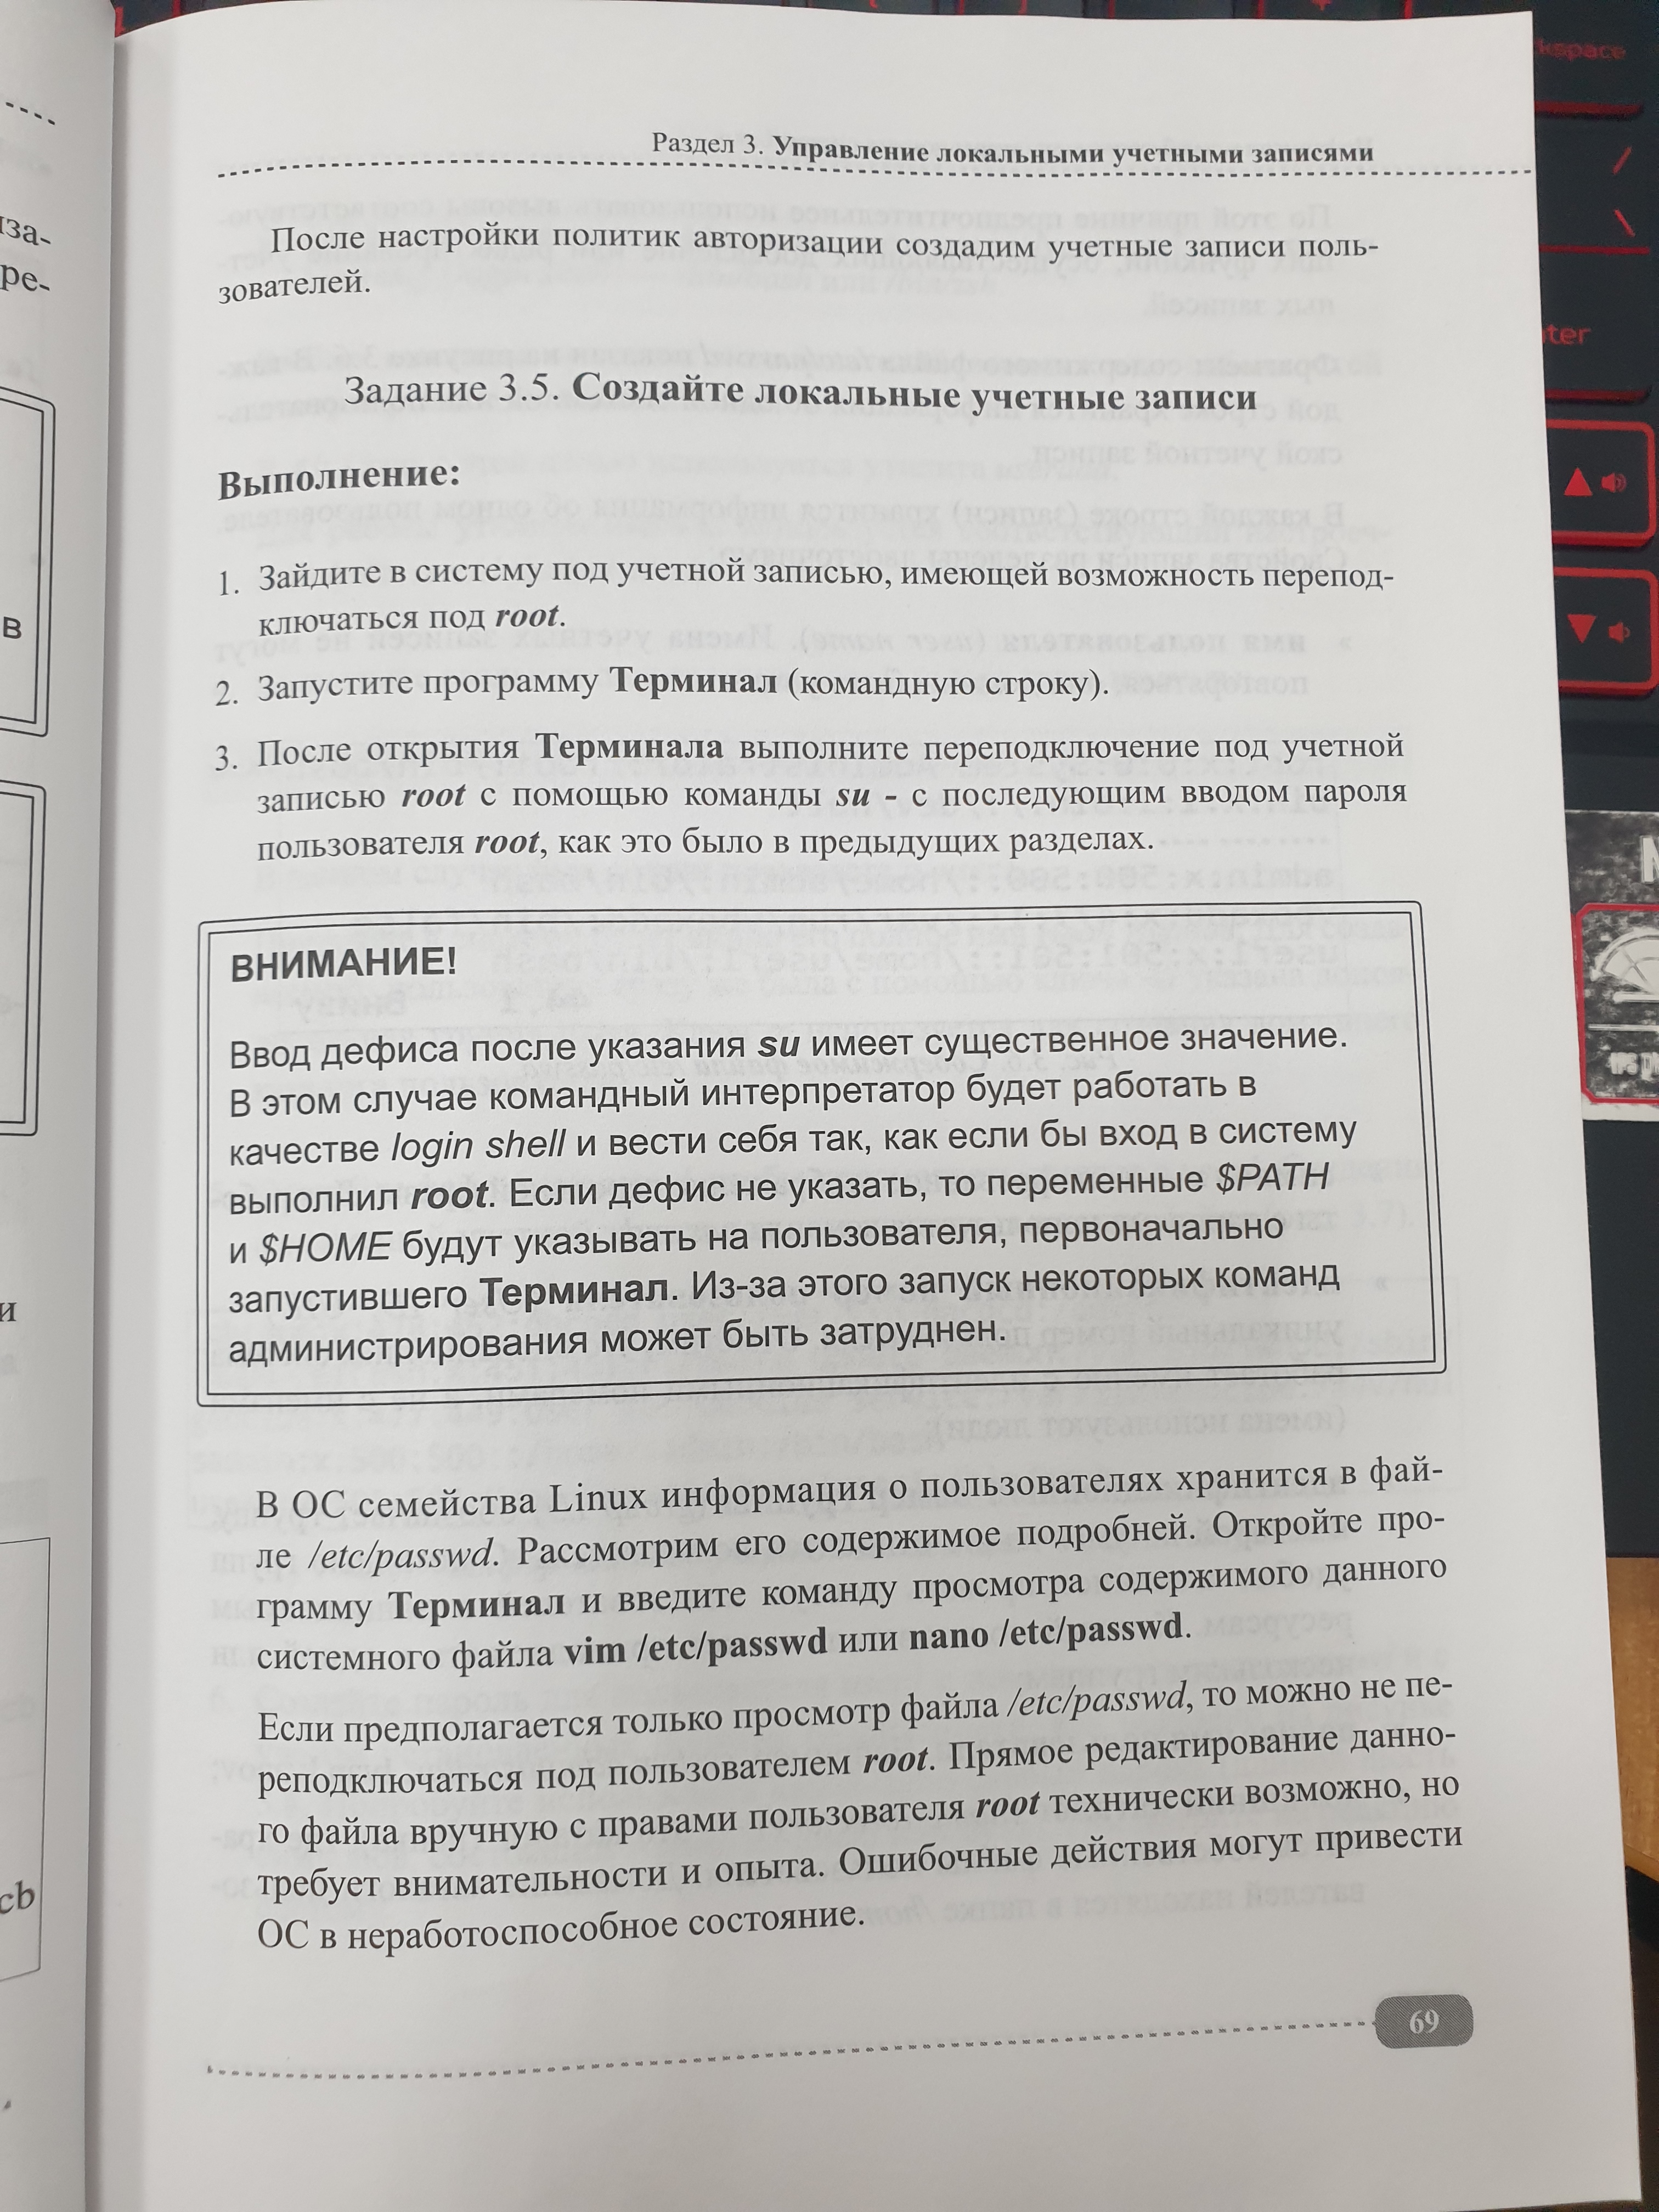 Раздел 3. Управление локальными учетными записями
После настройки политик авторизации создадим учетные записи поль-
зователей.
Задание 3.5. Создайте локальные учетные записи
Выполнение:
1. Зайдите в систему под учетной записью, имеющей возможность перепод-
ключаться под root.
2. Запустите программу Терминал (командную строку).
3. После открытия Терминала выполните переподключение под учетной
записью root с помощью команды su - с последующим вводом пароля
пользователя root, как это было в предыдущих разделах.
ВНИМАНИЕ!
Ввод дефиса после указания su имеет существенное значение.
В этом случае командный интерпретатор будет работать в
качестве login shell и вести себя так, как если бы вход в систему
выполнил root. Если дефис не указать, то переменные $PATH
и $HOME будут указывать на пользователя, первоначально
запустившего Терминал. Из-за этого запуск некоторых команд
администрирования может быть затруднен.
В ОС семейства Linux информация о пользователях хранится в фай-
ле /etc/passwd. Рассмотрим его содержимое подробней. Откройте про-
грамму Терминал и введите команду просмотра содержимого данного
системного файла vim /etc/passwd или nano /etc/passwd.
Если предполагается только просмотр файла /etc/passwd, то можно не пе-
реподключаться под пользователем root. Прямое редактирование данно-
го файла вручную с правами пользователя root технически возможно, но
требует внимательности и опыта. Ошибочные действия могут привести
ОС в неработоспособное состояние.
69